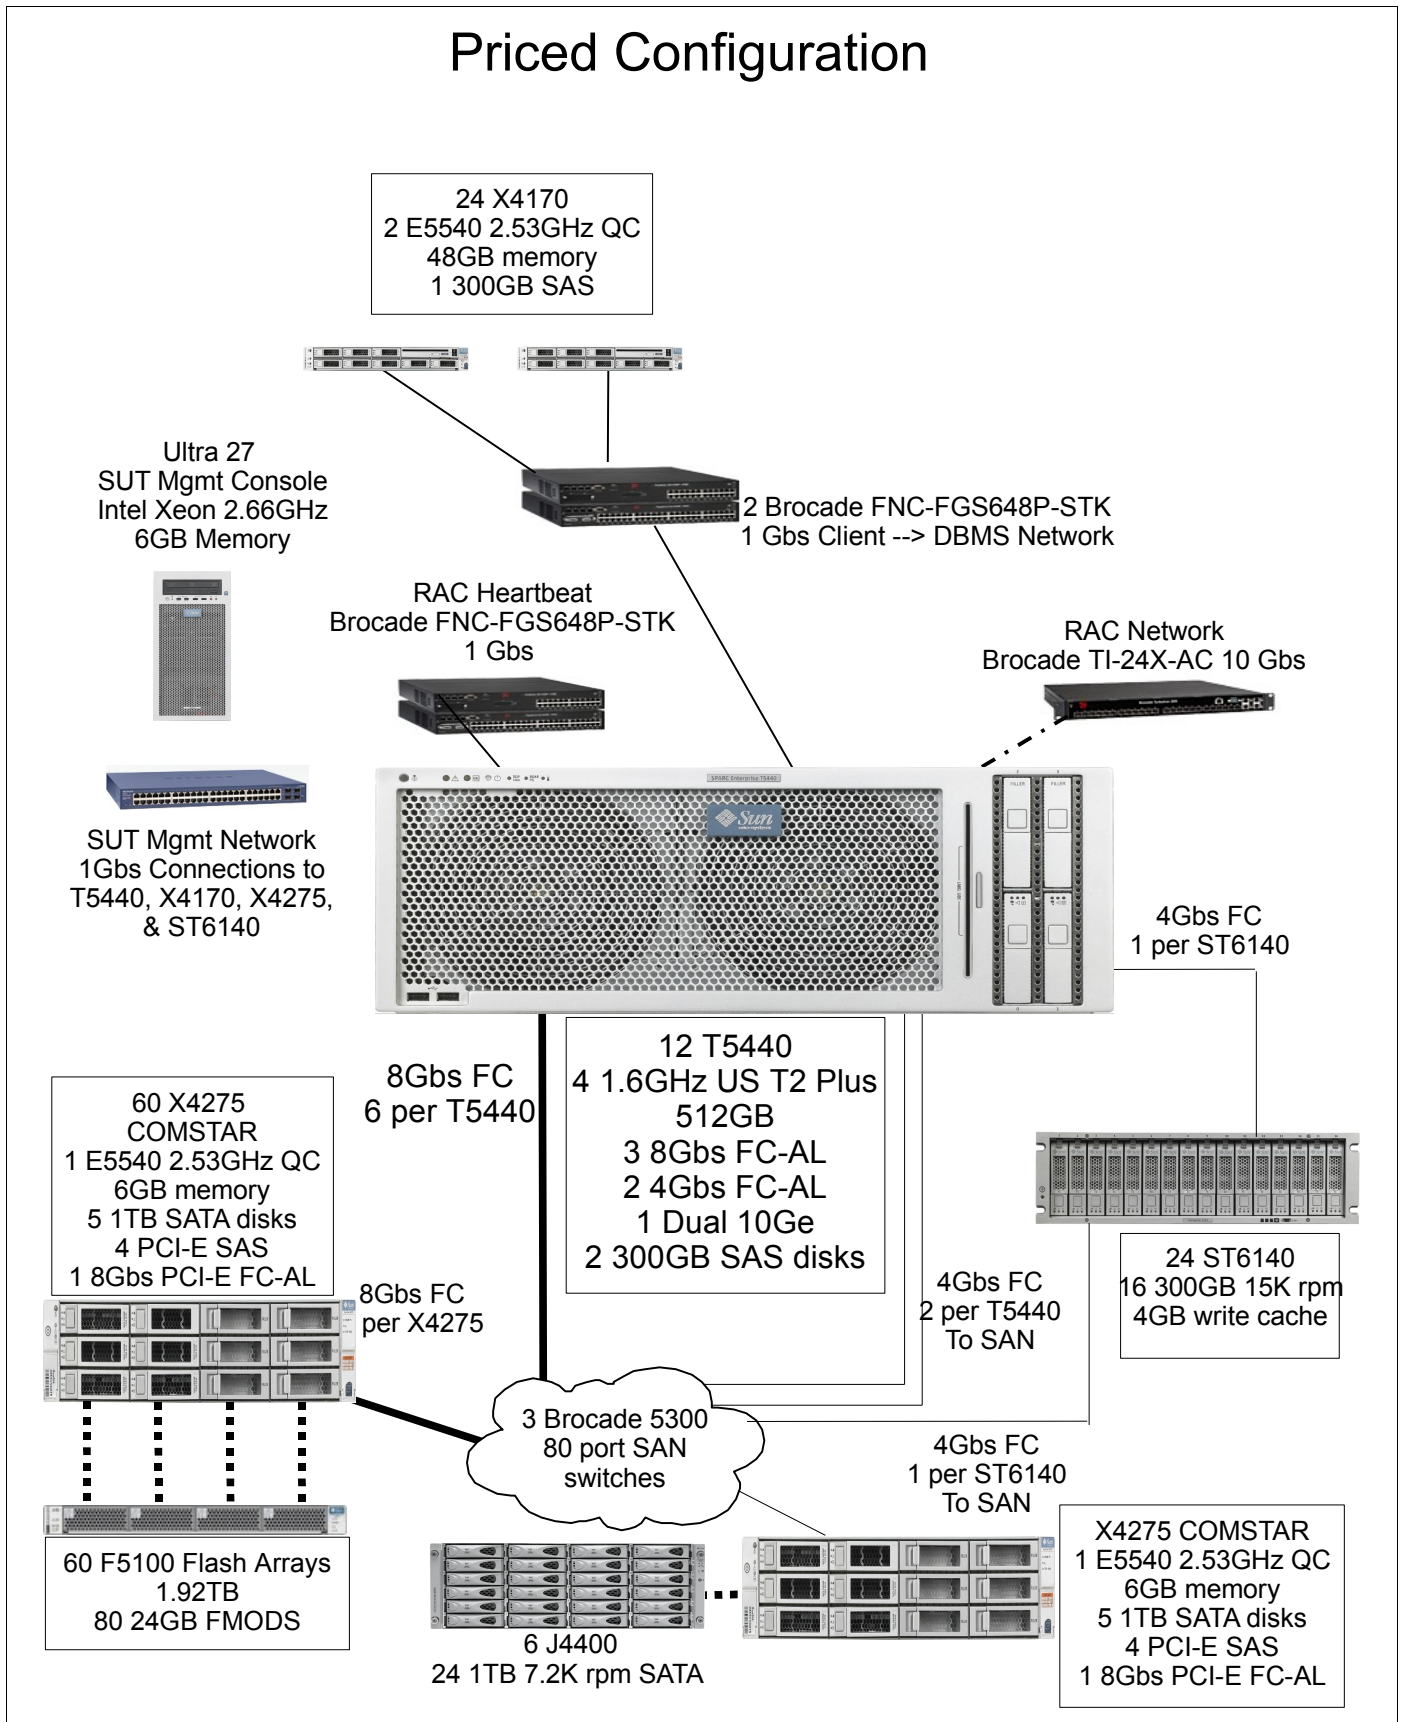 Priced Configuration
24 X4170
2 E5540 2.53GHz QC
48GB memory
1 300GB SAS
Ultra 27
SUT Mgmt Console
Intel Xeon 2.66GHz
6GB Memory
2 Brocade FNC-FGS648P-STK
1 Gbs Client --> DBMS Network
RAC Heartbeat
Brocade FNC-FGS648P-STK
1 Gbs
RAC Network
Brocade TI-24X-AC 10 Gbs
SUT Mgmt Network
1Gbs Connections to
T5440, X4170, X4275,
& ST6140
SPARC Enterprise T5440
Sun
microsystems
FILLER
FILLER
4Gbs FC
1 per ST6140
8Gbs FC
6 per T5440
12 T5440
4 1.6GHz US T2 Plus
512GB
3 8Gbs FC-AL
2 4Gbs FC-AL
1 Dual 10Ge
2 300GB SAS disks
60 X4275
COMSTAR
1 E5540 2.53GHz QC
6GB memory
5 1TB SATA disks
4 PCI-E SAS
1 8Gbs PCI-E FC-AL
8Gbs FC
per X4275
24 ST6140
16 300GB 15K rpm
4GB write cache
4Gbs FC
2 per T5440
To SAN
3 Brocade 5300
80 port SAN
switches
4Gbs FC
1 per ST6140
To SAN
60 F5100 Flash Arrays
1.92TB
80 24GB FMODS
6 J4400
24 1TB 7.2K rpm SATA
X4275 COMSTAR
1 E5540 2.53GHz QC
6GB memory
5 1TB SATA disks
4 PCI-E SAS
1 8Gbs PCI-E FC-AL